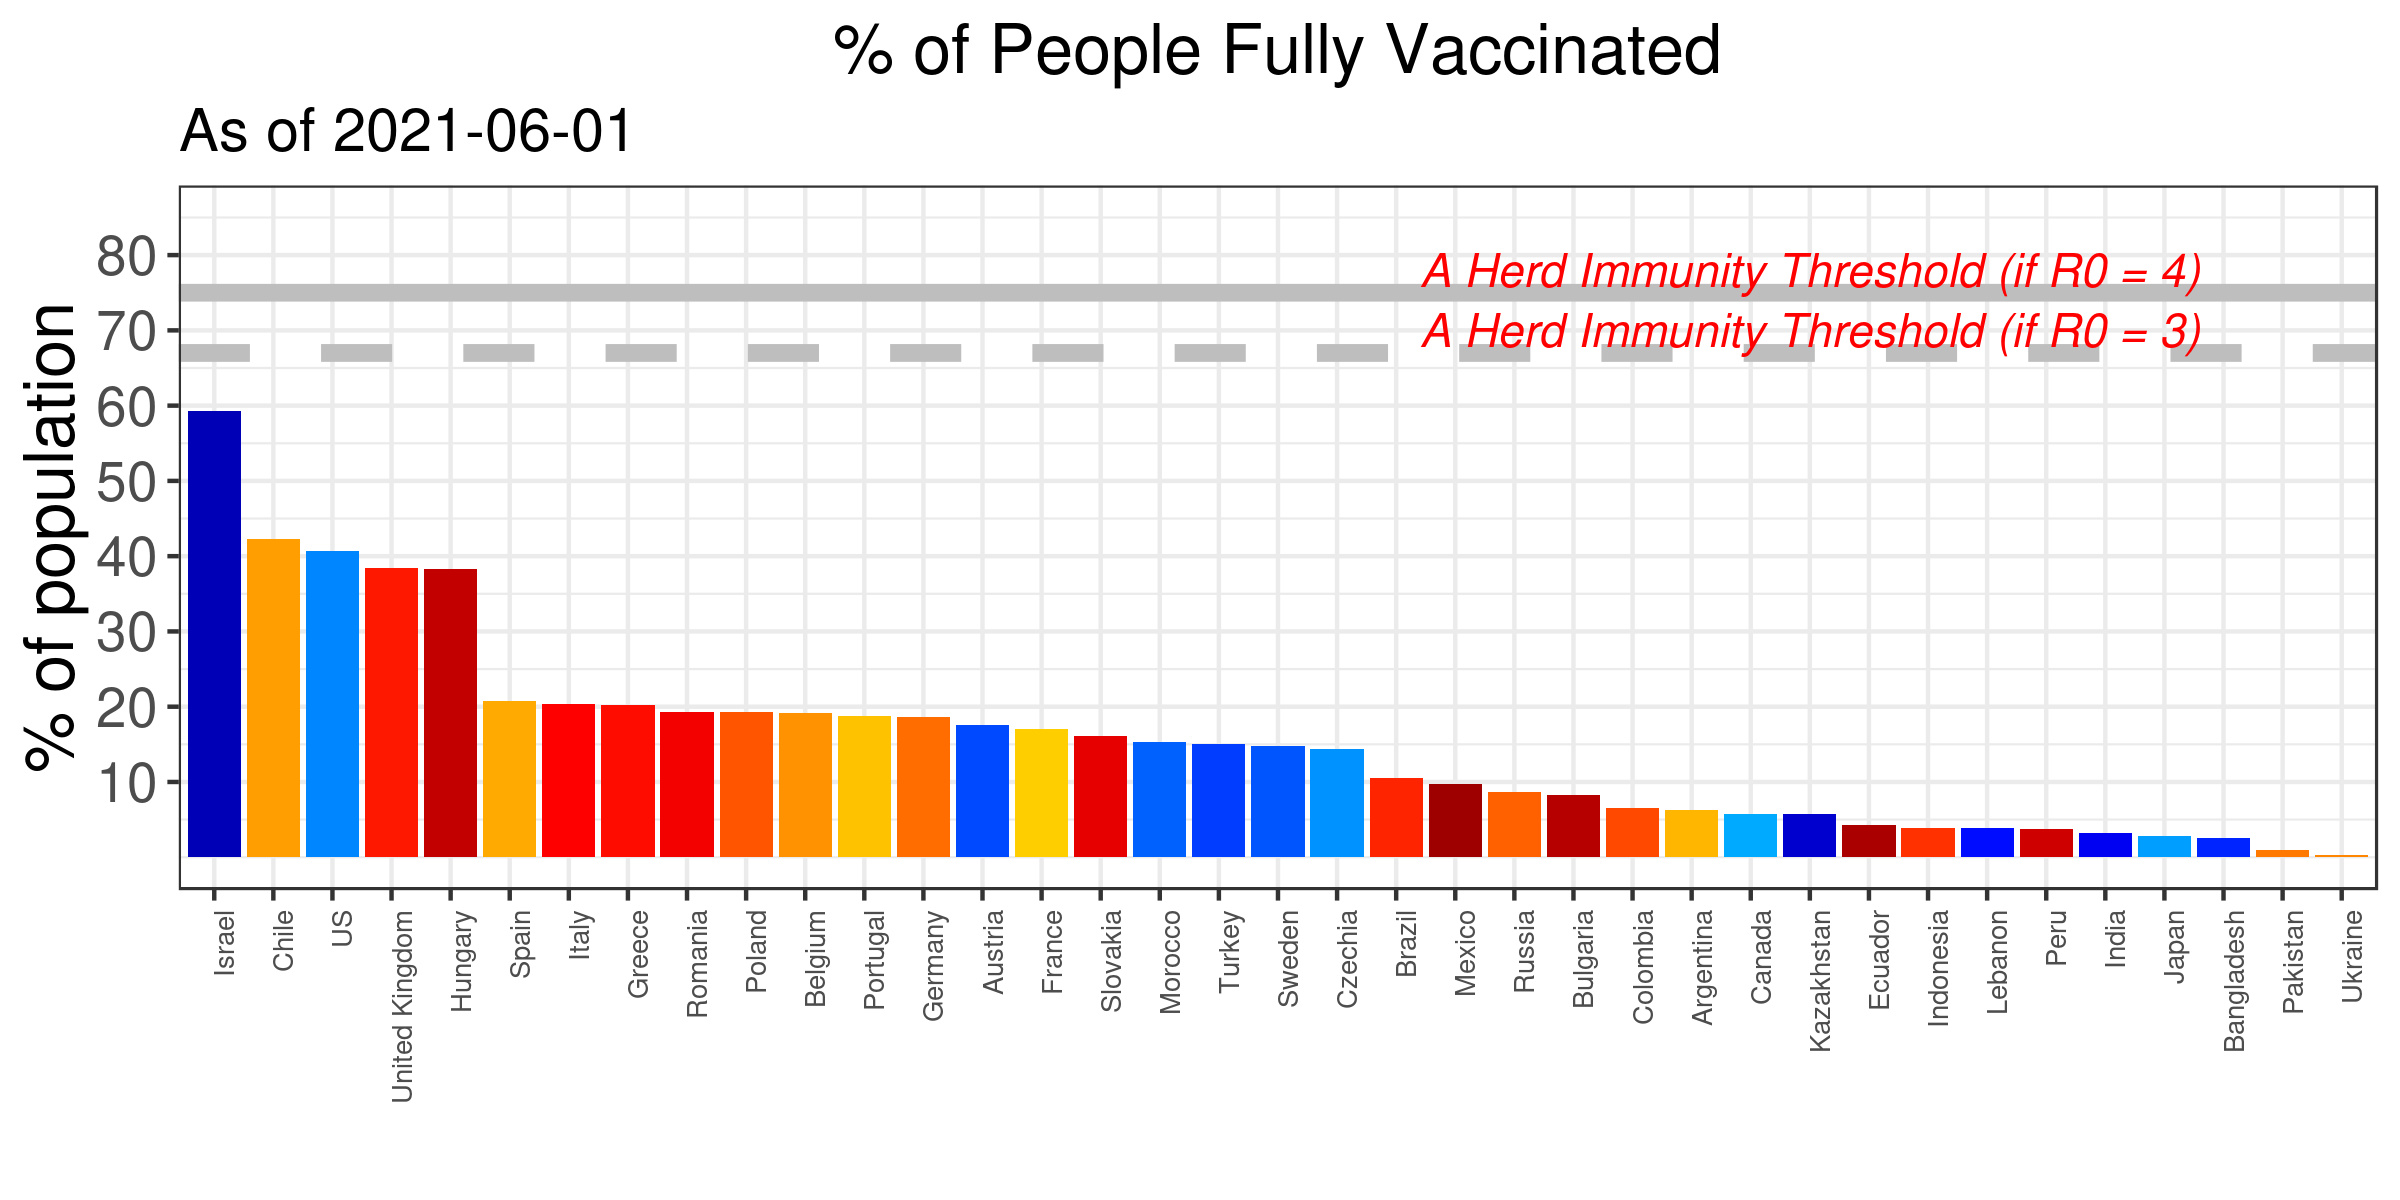 % of People Fully Vaccinated
As of 2021-06-01
% of population
80
70
60
50
40
30
20
10
A Herd Immunity Threshold (if R0 = 4)
A Herd Immunity Threshold (if R0 = 3)
Israel
Chile
US
United Kingdom
Hungary
Spain
Italy
Greece
Romania
Poland
Belgium
Portugal
Germany
Austria
France
Slovakia
Morocco
Turkey
Sweden
Czechia
Brazil
Mexico
Russia
Bulgaria
Colombia
Argentina
Canada
Kazakhstan
Ecuador
Indonesia
Lebanon
Peru
India
Japan
Bangladesh
Pakistan
Ukraine